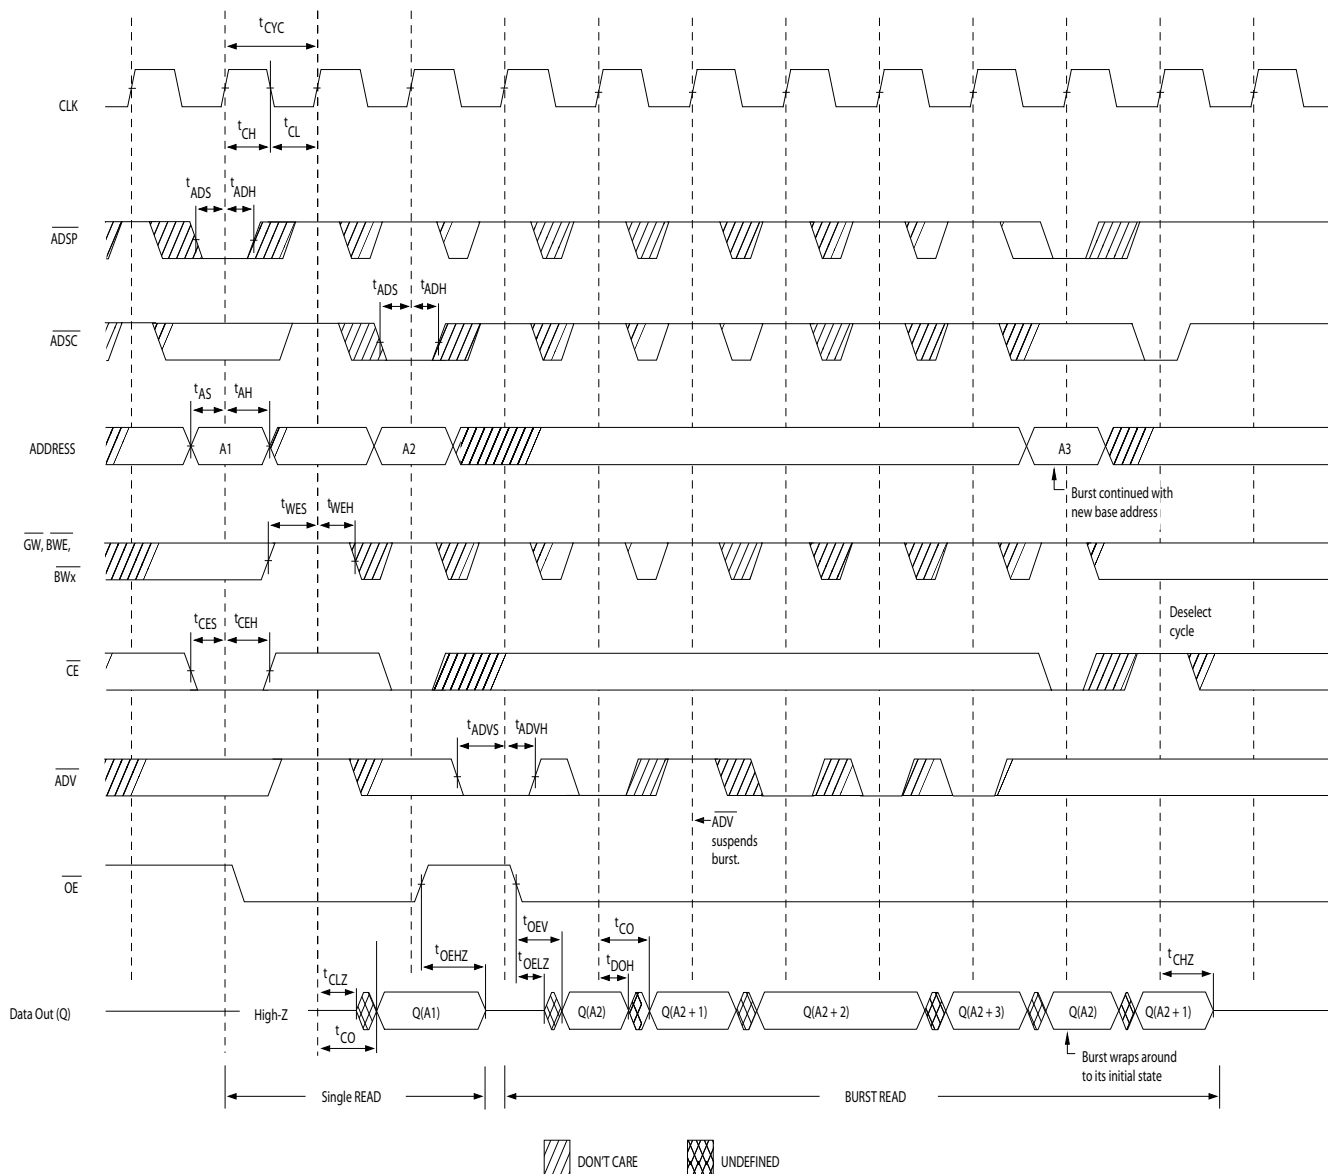 tCYC
CLK
tCH
tCL
tADS
tADH
ADSP
tADS
tADH
ADSC
tAS
tAH
ADDRESS
A1
A2
A3
Burst continued with
new base address
tWES
tWEH
GW, BWE,
BWx
tCES
tCEH
Deselect
cycle
CE
tADVS
tADVH
ADV
ADV
suspends
burst.
OE
tOEV
tCO
tOEHZ
tOELZ
tDOH
tCHZ
tCLZ
Data Out (Q)
High-Z
Q(A1)
Q(A2)
Q(A2 + 1)
Q(A2 + 2)
Q(A2 + 3)
Q(A2)
Q(A2 + 1)
tCO
Burst wraps around
to its initial state
Single READ
BURST READ
DON'T CARE
UNDEFINED